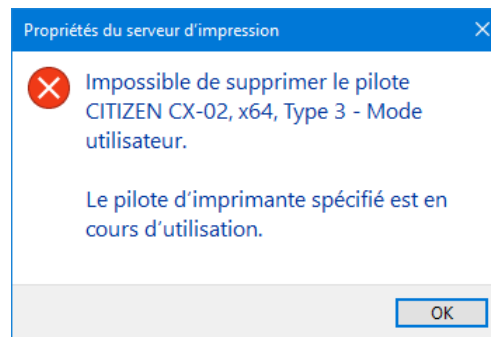 Propriétés du serveur d'impression
Impossible de supprimer le pilote
CITIZEN CX-02, x64, Type 3 - Mode
utilisateur.
Le pilote d'imprimante spécifié est en
cours d'utilisation.
OK